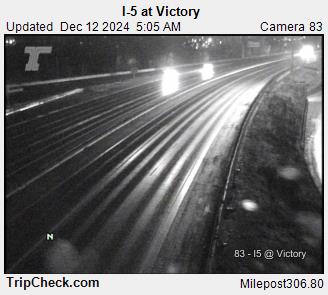 I-5 at Victory
Updated Dec 12 2024 5:05 AM Camera 83
T
N
83 - I5 @ Victory
TripCheck.com Milepost306.80